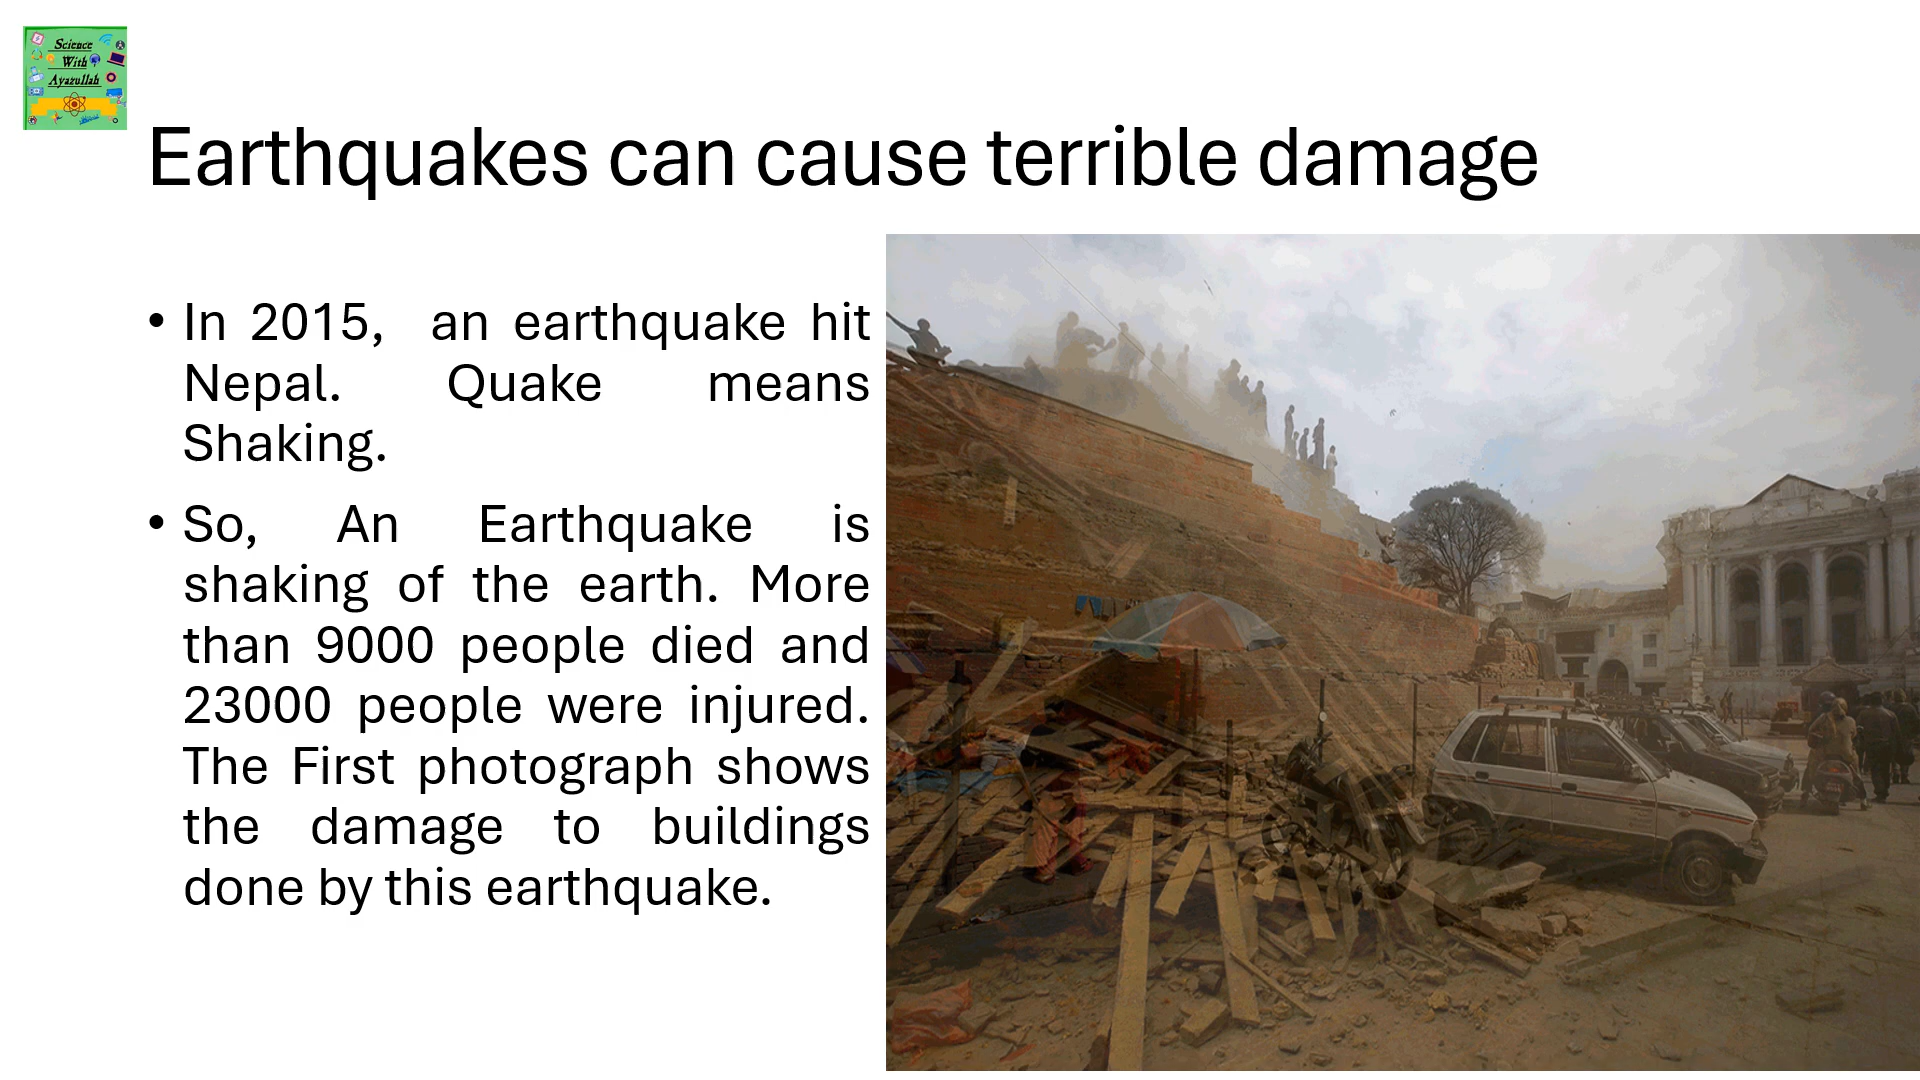 Science
With
Ayazullah
Earthquakes can cause terrible damage
• In 2015, an earthquake hit
Nepal. Quake means
Shaking.
• So, An Earthquake is
shaking of the earth. More
than 9000 people died and
23000 people were injured.
The First photograph shows
the damage to buildings
done by this earthquake.